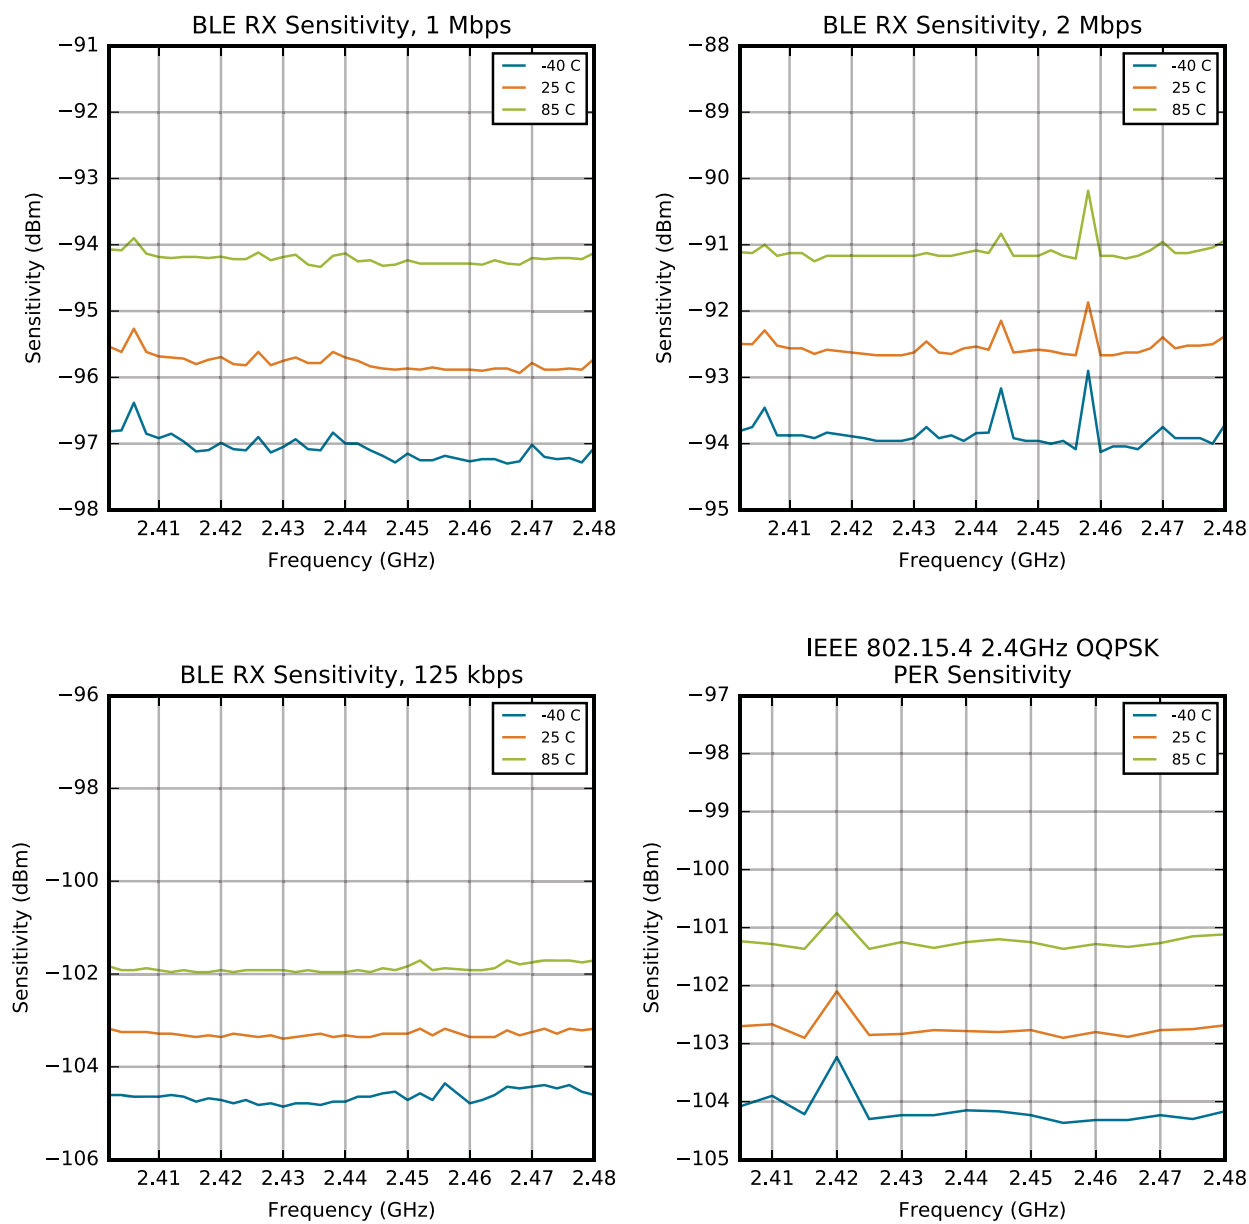 BLE RX Sensitivity, 1 Mbps
−91
−92
−93
−94
−95
−96
−97
−98
Sensitivity (dBm)
-40 C
25 C
85 C
2.41 2.42 2.43 2.44 2.45 2.46 2.47 2.48
Frequency (GHz)
BLE RX Sensitivity, 2 Mbps
−88
−89
−90
−91
−92
−93
−94
−95
Sensitivity (dBm)
-40 C
25 C
85 C
2.41 2.42 2.43 2.44 2.45 2.46 2.47 2.48
Frequency (GHz)
BLE RX Sensitivity, 125 kbps
−96
−98
−100
−102
−104
−106
Sensitivity (dBm)
-40 C
25 C
85 C
2.41 2.42 2.43 2.44 2.45 2.46 2.47 2.48
Frequency (GHz)
IEEE 802.15.4 2.4GHz OQPSK
PER Sensitivity
−97
−98
−99
−100
−101
−102
−103
−104
−105
Sensitivity (dBm)
-40 C
25 C
85 C
2.41 2.42 2.43 2.44 2.45 2.46 2.47 2.48
Frequency (GHz)